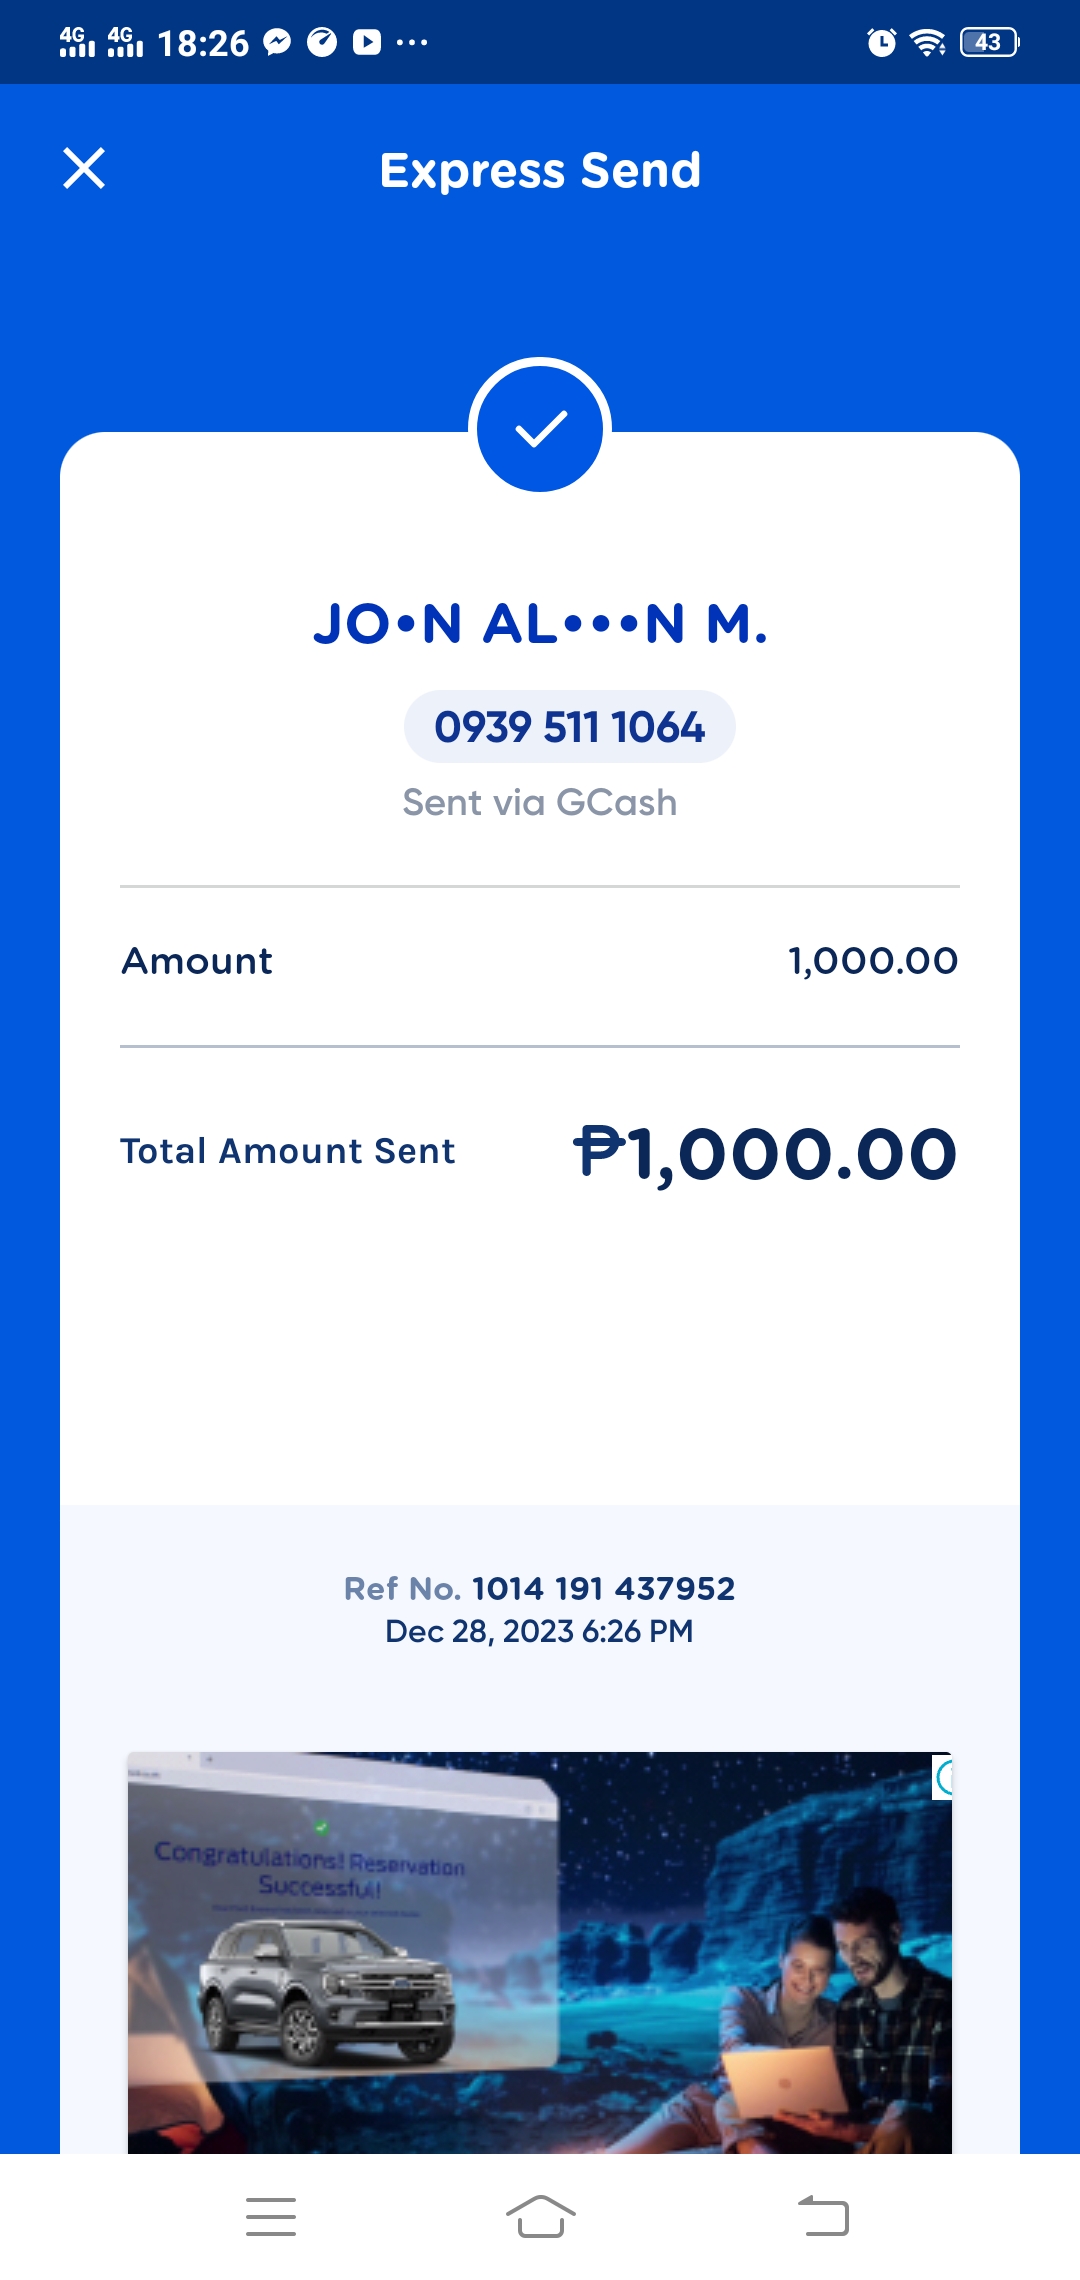 4G 4G 18:26 43
Express Send
JO•N AL•••N M.
0939 511 1064
Sent via GCash
Amount 1,000.00
Total Amount Sent ₱1,000.00
Ref No. 1014 191 437952
Dec 28, 2023 6:26 PM
Congratulations! Reservation
Successful!